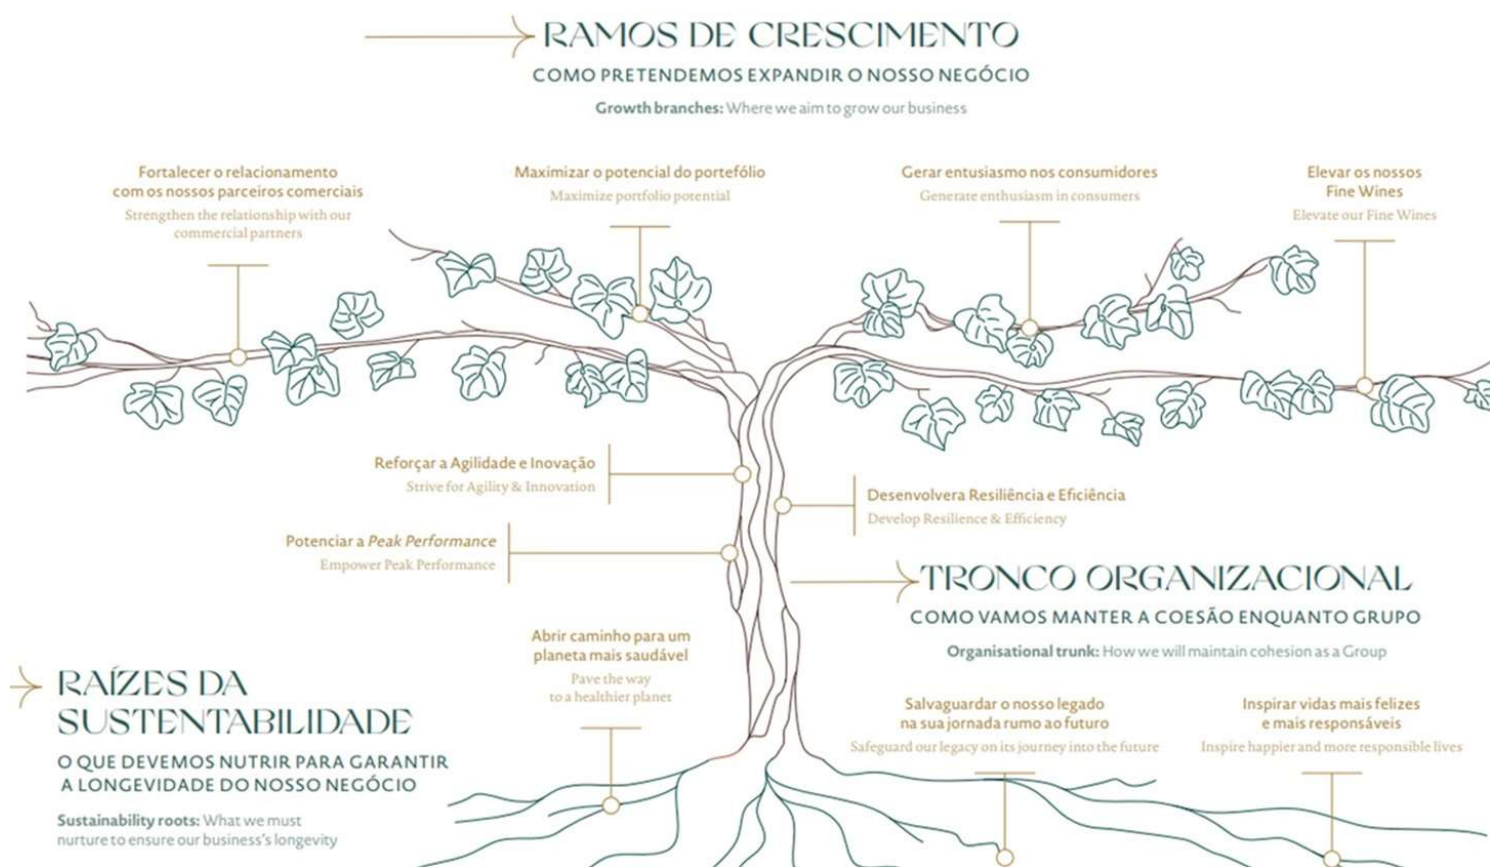 RAMOS DE CRESCIMENTO
COMO PRETENDEMOS EXPANDIR O NOSSO NEGÓCIO
Growth branches: Where we aim to grow our business
Fortalecer o relacionamento
com os nossos parceiros comerciais
Strengthen the relationship with our
commercial partners
Maximizar o potencial do portefólio
Maximize portfolio potential
Gerar entusiasmo nos consumidores
Generate enthusiasm in consumers
Elevar os nossos
Fine Wines
Elevate our Fine Wines
Reforçar a Agilidade e Inovação
Strive for Agility & Innovation
Desenvolvera Resiliência e Eficiência
Develop Resilience & Efficiency
Potenciar a Peak Performance
Empower Peak Performance
TRONCO ORGANIZACIONAL
COMO VAMOS MANTER A COESÃO ENQUANTO GRUPO
Organisational trunk: How we will maintain cohesion as a Group
Abrir caminho para um
planeta mais saudável
Pave the way
to a healthier planet
RAÍZES DA
SUSTENTABILIDADE
O QUE DEVEMOS NUTRIR PARA GARANTIR
A LONGEVIDADE DO NOSSO NEGÓCIO
Sustainability roots: What we must
nurture to ensure our business's longevity
Salvaguardar o nosso legado
na sua jornada rumo ao futuro
Safeguard our legacy on its journey into the future
Inspirar vidas mais felizes
e mais responsáveis
Inspire happier and more responsible lives